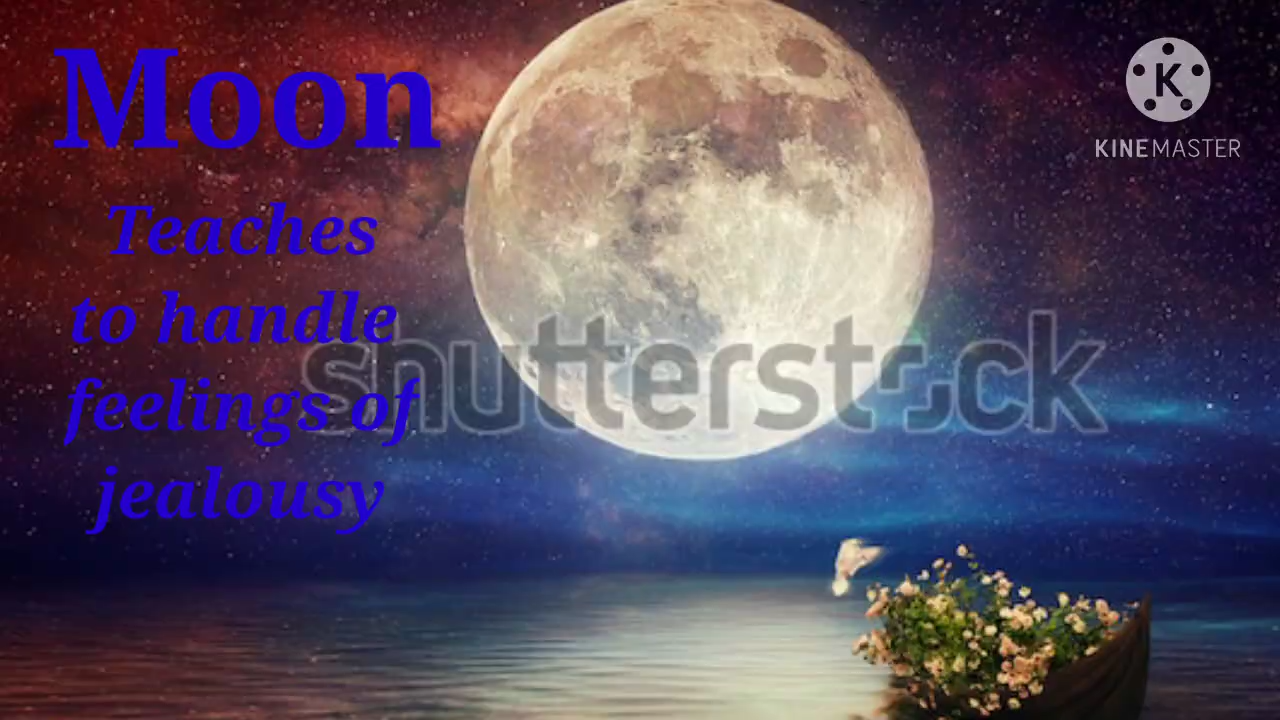 Moon
Teaches
to handle
feelings of
jealousy
K
KINEMASTER
shutterstock